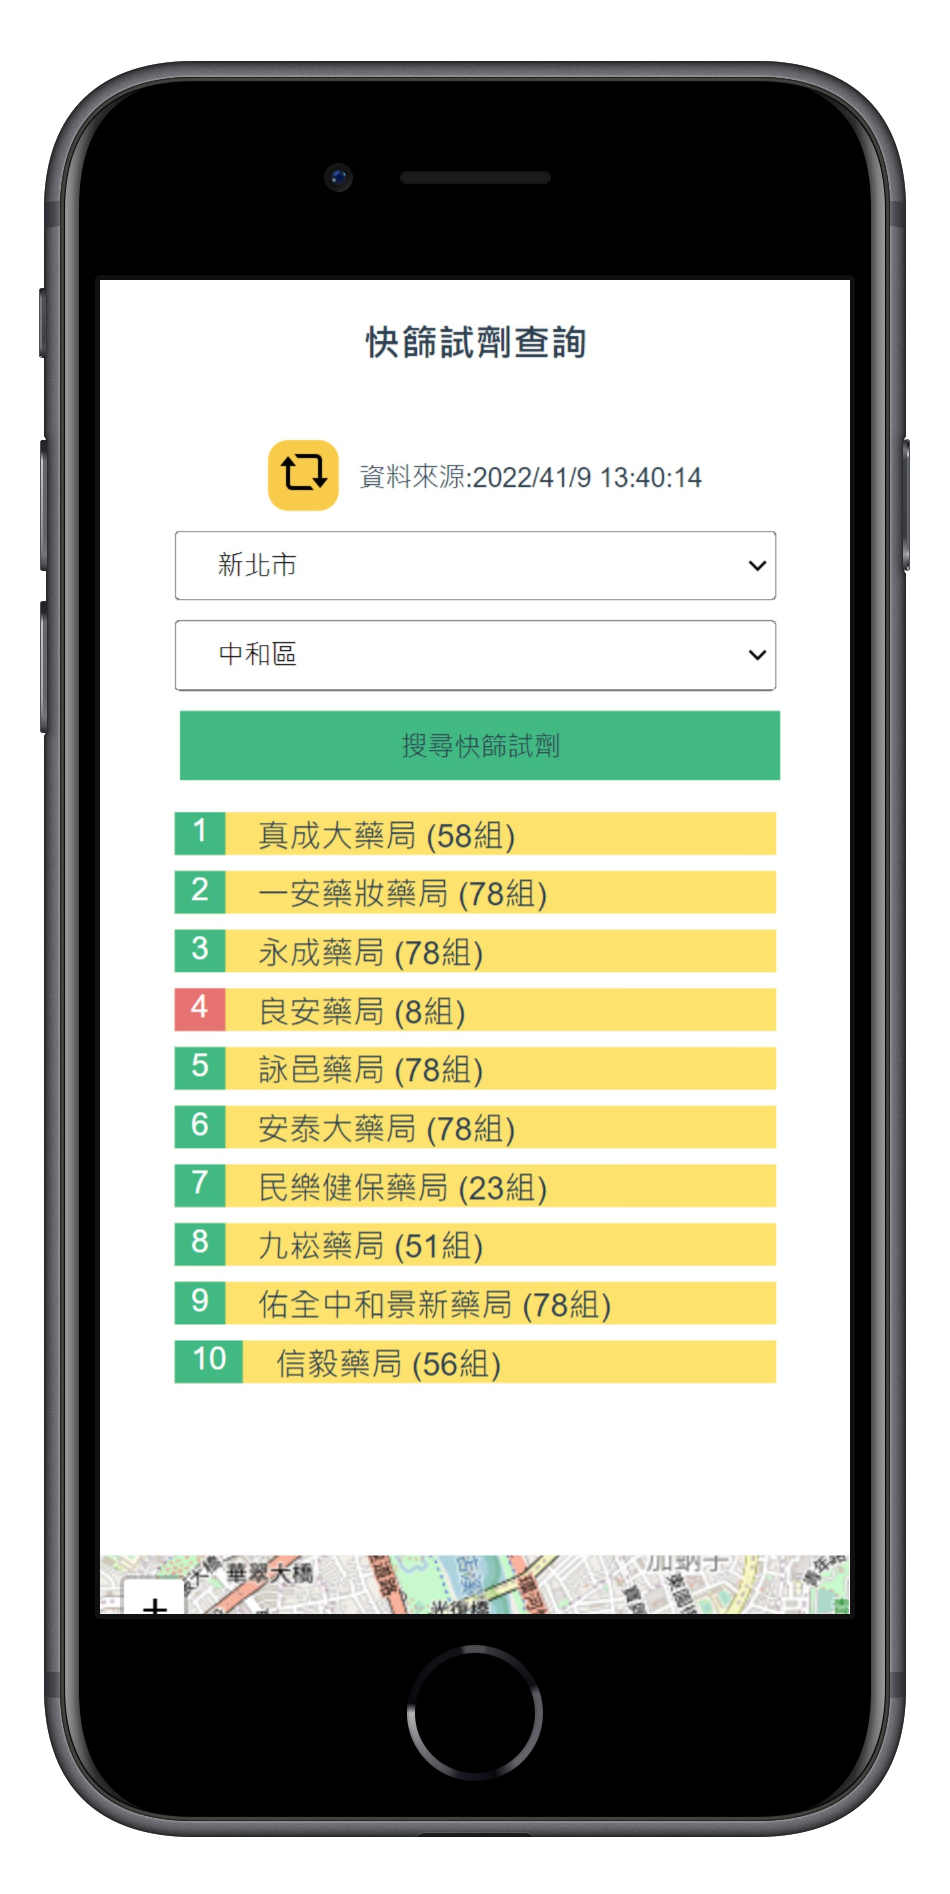 快篩試劑查詢
資料來源:2022/41/9 13:40:14
新北市
中和區
搜尋快篩試劑
1 真成大藥局 (58組)
2 一安藥妝藥局 (78組)
3 永成藥局 (78組)
4 良安藥局 (8組)
5 詠邑藥局 (78組)
6 安泰大藥局 (78組)
7 民樂健保藥局 (23組)
8 九崧藥局 (51組)
9 佑全中和景新藥局 (78組)
10 信毅藥局 (56組)
華翠大橋
光復橋
+